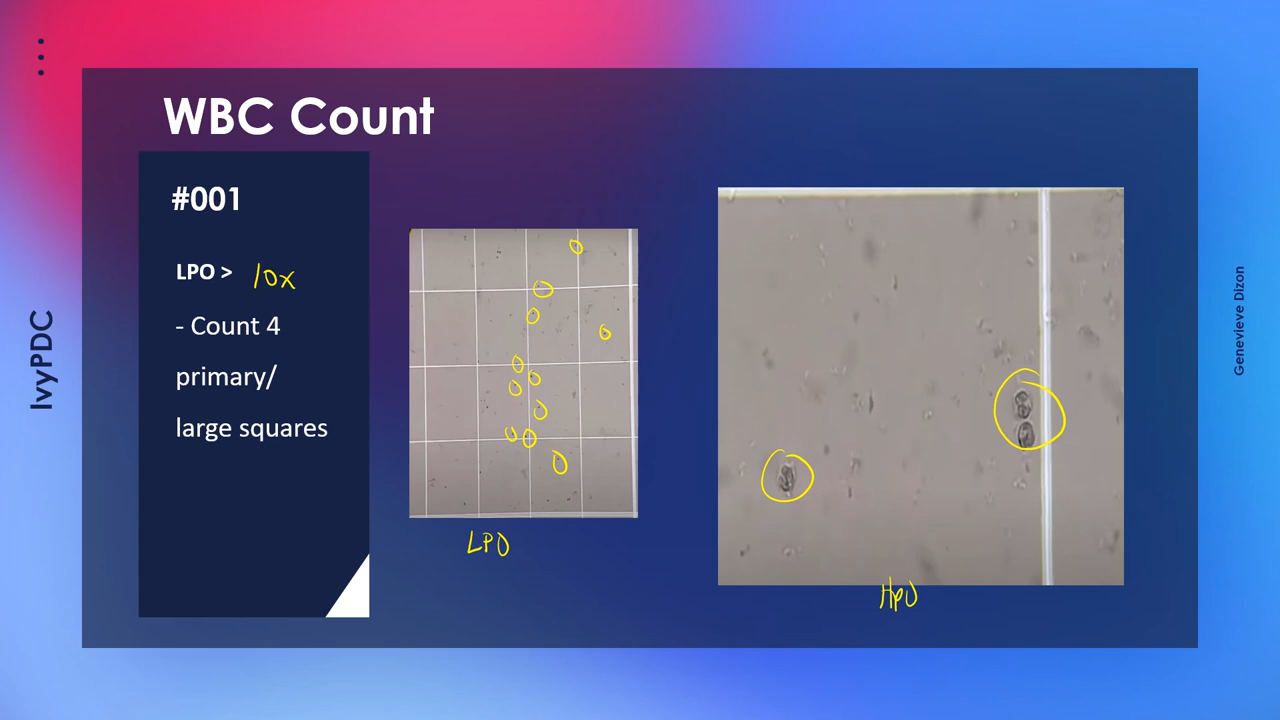 WBC Count
#001
LPO > 10x
- Count 4
primary/
large squares
LPO
HPO
IvyPDC
Genevieve Dizon